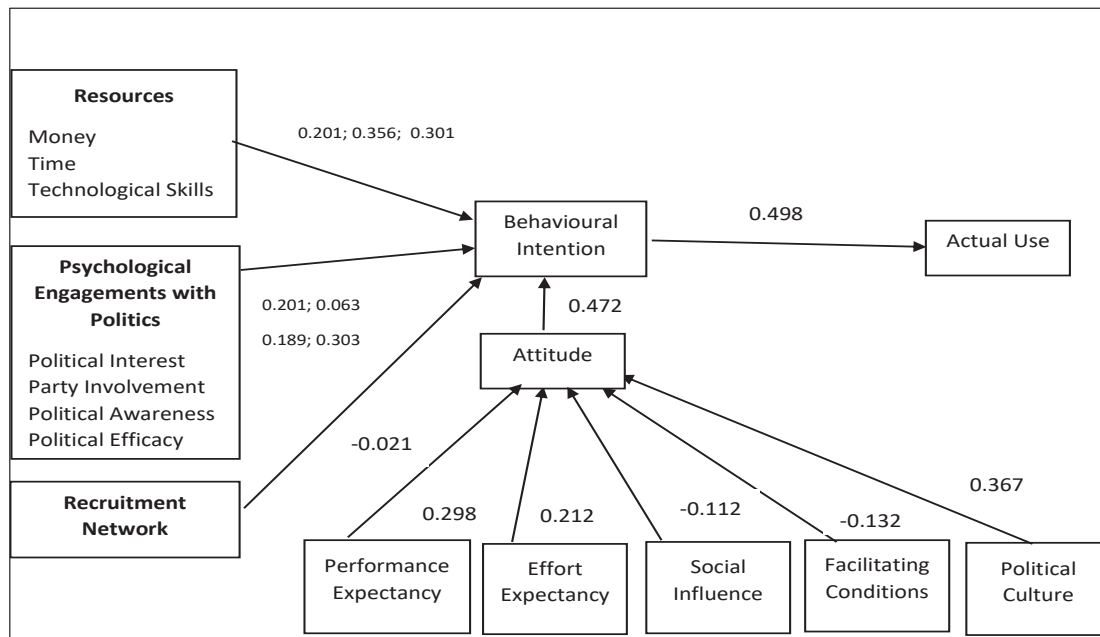 Resources
Money
Time
Technological Skills
0.201; 0.356; 0.301
Behavioural
Intention
0.498
Actual Use
Psychological
Engagements with
Politics
Political Interest
Party Involvement
Political Awareness
Political Efficacy
0.201; 0.063
0.189; 0.303
0.472
Attitude
Recruitment
Network
-0.021
0.298
0.212
-0.112
-0.132
0.367
Performance
Expectancy
Effort
Expectancy
Social
Influence
Facilitating
Conditions
Political
Culture